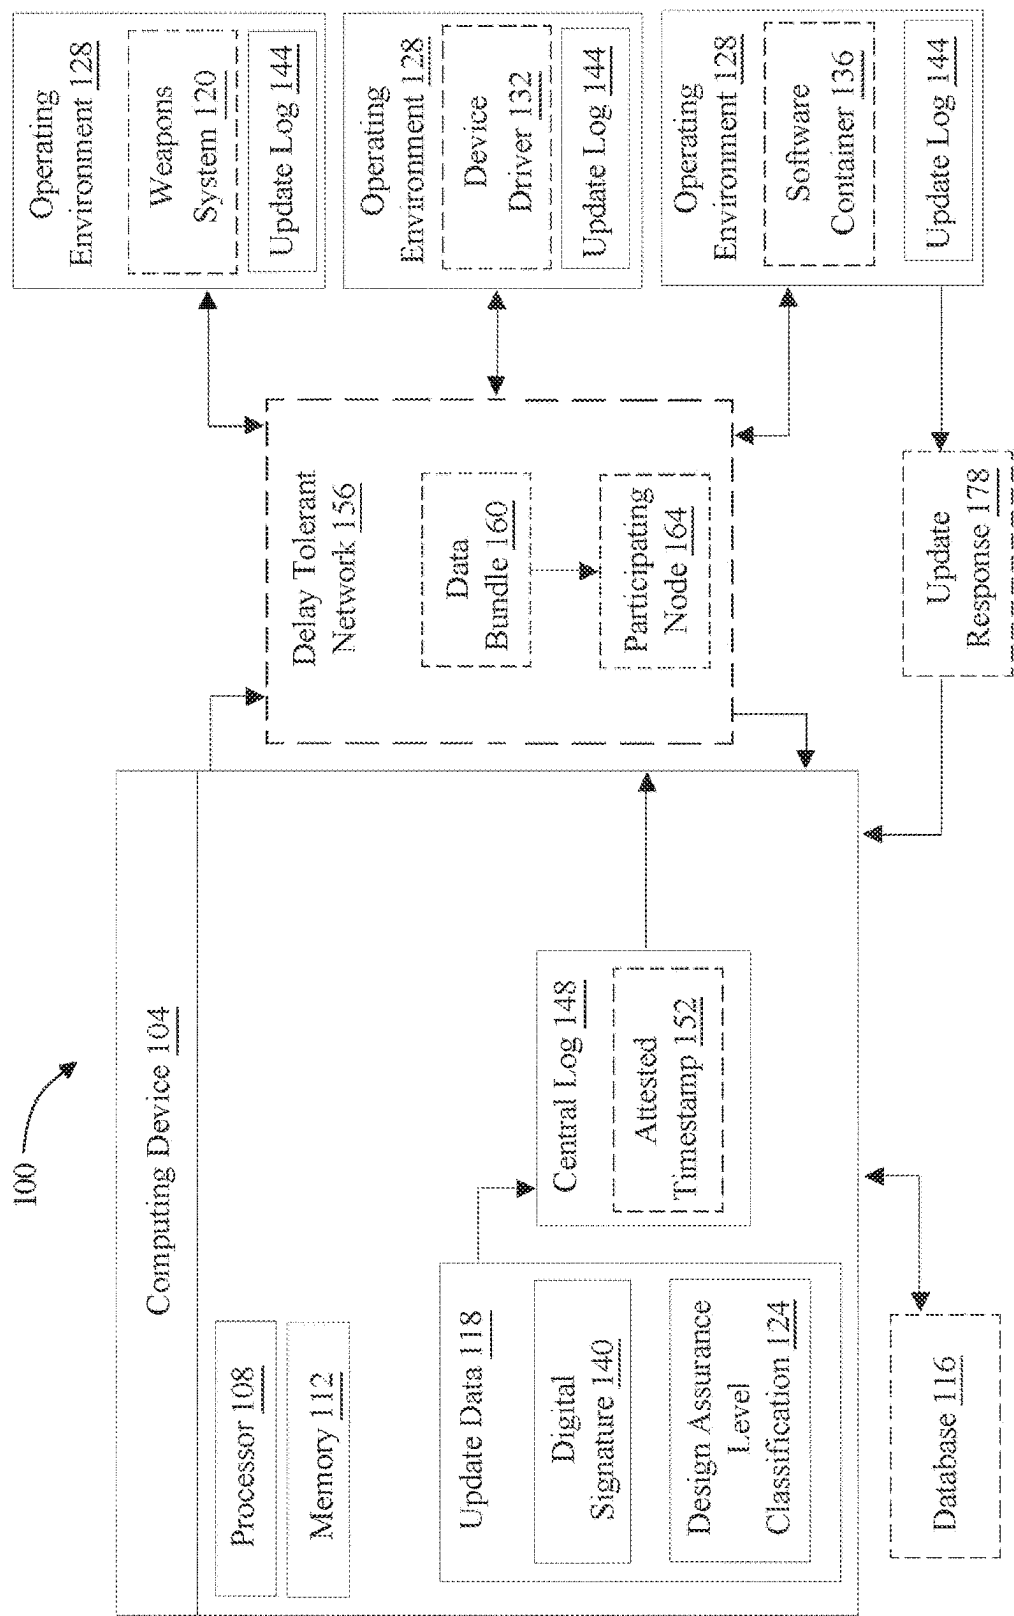 100
Computing Device 104
Processor 108
Memory 112
Update Data 118
Digital
Signature 140
Design Assurance
Level
Classification 124
Central Log 148
Attested
Timestamp 152
Database 116
Delay Tolerant
Network 156
Data
Bundle 160
Participating
Node 164
Update
Response 178
Operating
Environment 128
Weapons
System 120
Update Log 144
Operating
Environment 128
Device
Driver 132
Update Log 144
Operating
Environment 128
Software
Container 136
Update Log 144